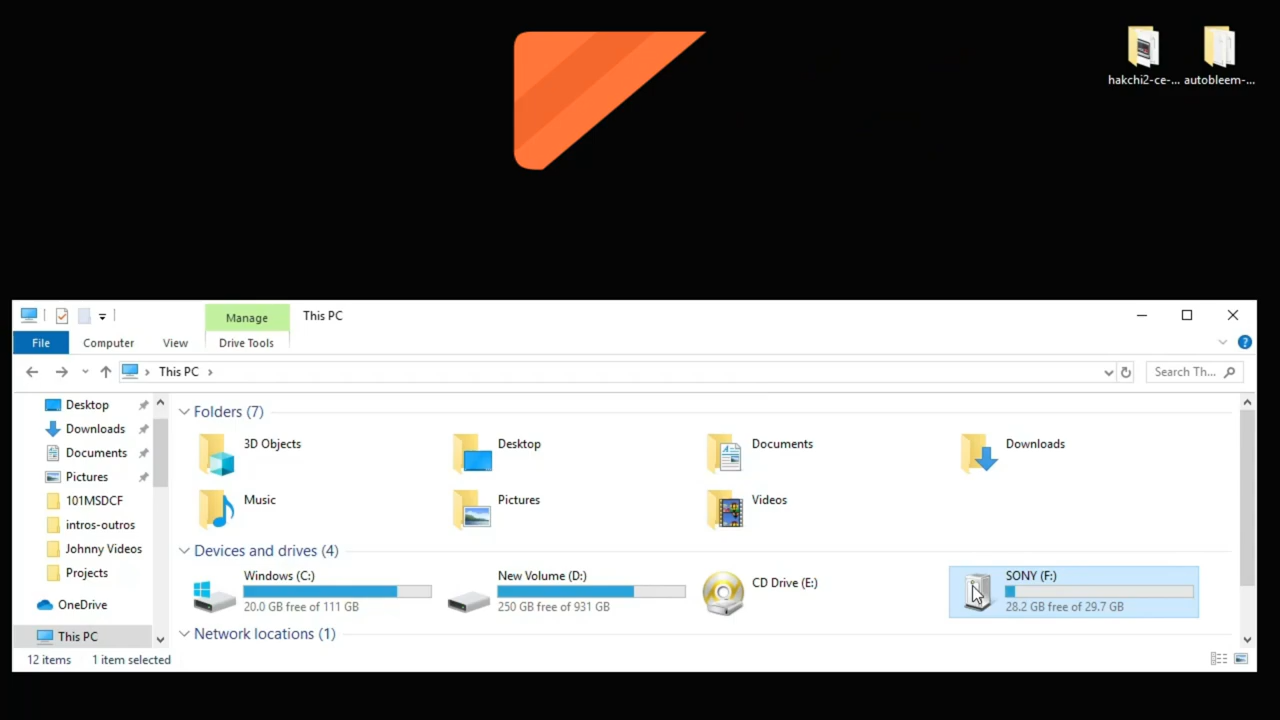 hakchi2-ce-... autobleem-...
Manage This PC
File Computer View Drive Tools
This PC Search Th...
Desktop
Downloads
Documents
Pictures
101MSDCF
intros-outros
Johnny Videos
Projects
OneDrive
This PC
Folders (7)
3D Objects Desktop Documents Downloads
Music Pictures Videos
Devices and drives (4)
Windows (C:)
20.0 GB free of 111 GB
New Volume (D:)
250 GB free of 931 GB
CD Drive (E:)
SONY (F:)
28.2 GB free of 29.7 GB
Network locations (1)
12 items 1 item selected